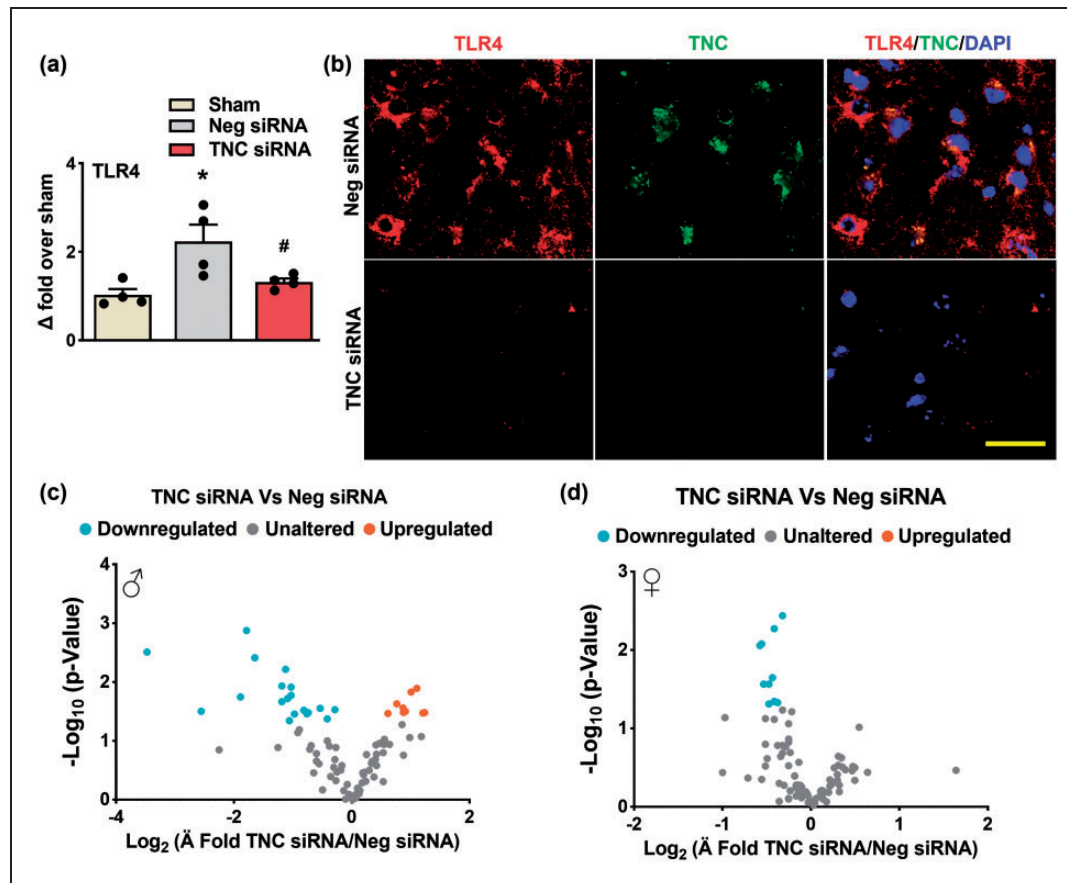 (a)
Sham
Neg siRNA
TNC siRNA
TLR4
*
#
4
2
0
Δ fold over sham
(b)
TLR4 TNC TLR4/TNC/DAPI
Neg siRNA
TNC siRNA
(c)
TNC siRNA Vs Neg siRNA
Downregulated Unaltered Upregulated
♂
4
3
2
1
0
-Log10 (p-Value)
-4 -2 0 2
Log2 (Ä Fold TNC siRNA/Neg siRNA)
(d)
TNC siRNA Vs Neg siRNA
Downregulated Unaltered Upregulated
♀
3
2
1
0
-Log10 (p-Value)
-2 -1 0 1 2
Log2 (Ä Fold TNC siRNA/Neg siRNA)